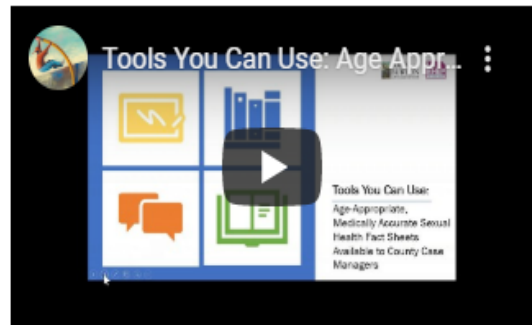 Tools You Can Use: Age Appr...
Tools You Can Use:
Age-Appropriate,
Medically Accurate Sexual
Health Fact Sheets
Available to County Case
Managers